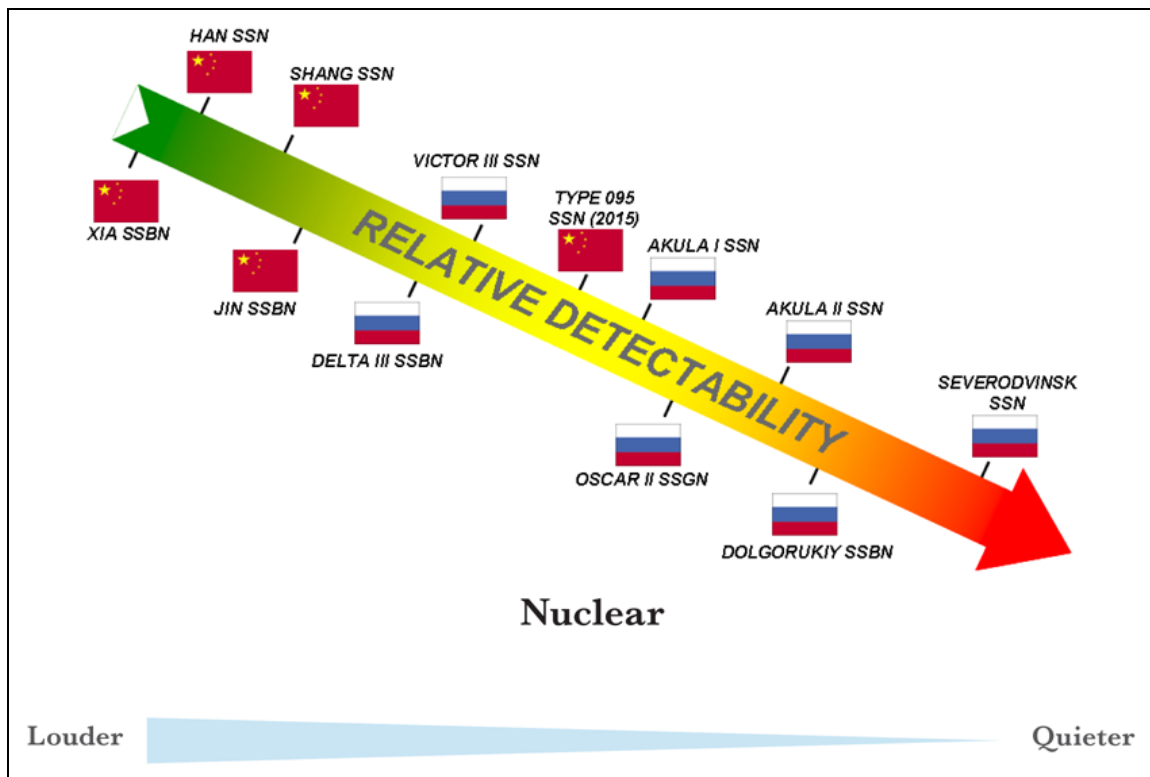 HAN SSN
SHANG SSN
XIA SSBN
JIN SSBN
VICTOR III SSN
DELTA III SSBN
TYPE 095
SSN (2015)
AKULA I SSN
OSCAR II SSGN
AKULA II SSN
DOLGORUKIY SSBN
SEVERODVINSK
SSN
RELATIVE DETECTABILITY
Nuclear
Louder
Quieter